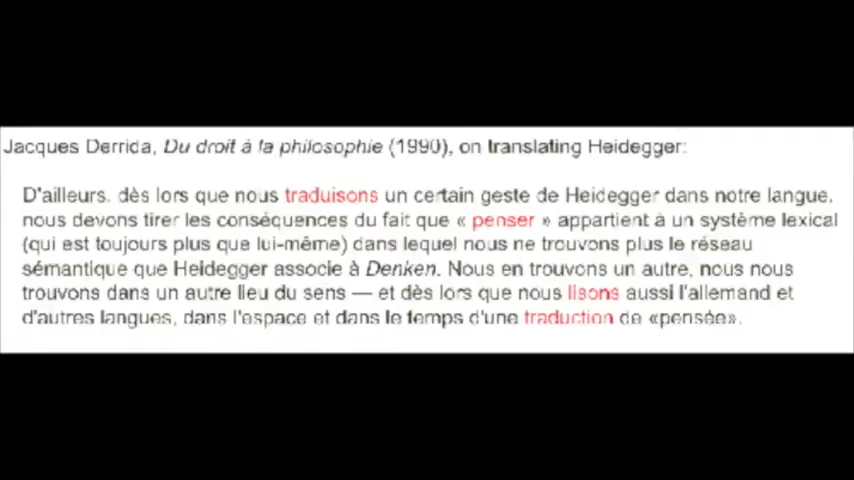 Jacques Derrida, Du droit à la philosophie (1990), on translating Heidegger:
D'ailleurs, dès lors que nous traduisons un certain geste de Heidegger dans notre langue,
nous devons tirer les conséquences du fait que « penser » appartient à un système lexical
(qui est toujours plus que lui-même) dans lequel nous ne trouvons plus le réseau
sémantique que Heidegger associe à Denken. Nous en trouvons un autre, nous nous
trouvons dans un autre lieu du sens — et dès lors que nous lisons aussi l'allemand et
d'autres langues, dans l'espace et dans le temps d'une traduction de «pensée».